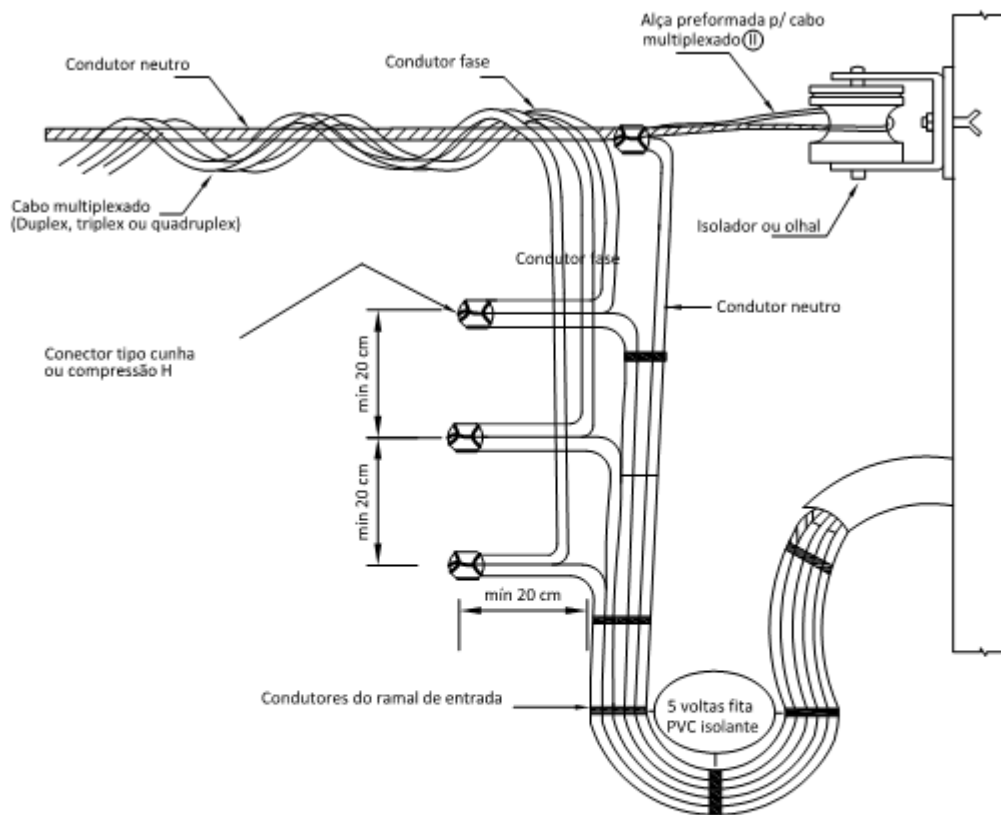 Alça preformada p/ cabo
multiplexado II
Condutor neutro
Condutor fase
Cabo multiplexado
(Duplex, triplex ou quadruplex)
Isolador ou olhal
Condutor fase
Condutor neutro
Conector tipo cunha
ou compressão H
mín 20 cm
mín 20 cm
mín 20 cm
Condutores do ramal de entrada
5 voltas fita
PVC isolante